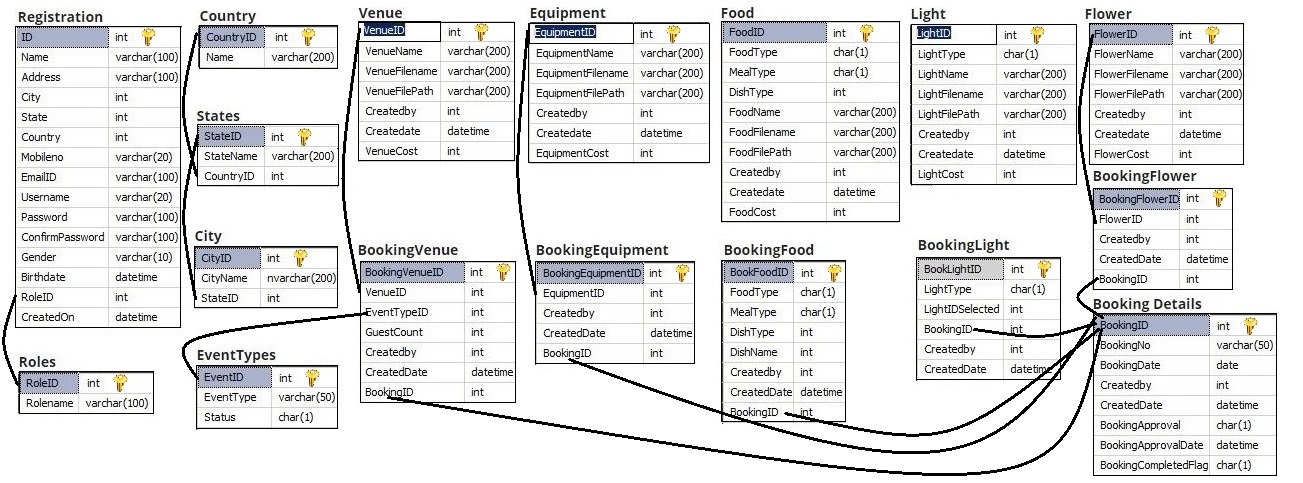 Registration
ID int
Name varchar(100)
Address varchar(100)
City int
State int
Country int
Mobileno varchar(20)
EmailID varchar(100)
Username varchar(20)
Password varchar(100)
ConfirmPassword varchar(100)
Gender varchar(10)
Birthdate datetime
RoleID int
CreatedOn datetime
Roles
RoleID int
Rolename varchar(100)
Country
CountryID int
Name varchar(200)
States
StateID int
StateName varchar(200)
CountryID int
City
CityID int
CityName nvarchar(200)
StateID int
EventTypes
EventID int
EventType varchar(50)
Status char(1)
Venue
VenueID int
VenueName varchar(200)
VenueFilename varchar(200)
VenueFilePath varchar(200)
Createdby int
Createdate datetime
VenueCost int
BookingVenue
BookingVenueID int
VenueID int
EventTypeID int
GuestCount int
Createdby int
CreatedDate datetime
BookingID int
Equipment
EquipmentID int
EquipmentName varchar(200)
EquipmentFilename varchar(200)
EquipmentFilePath varchar(200)
Createdby int
Createdate datetime
EquipmentCost int
BookingEquipment
BookingEquipmentID int
EquipmentID int
Createdby int
CreatedDate datetime
BookingID int
Food
FoodID int
FoodType char(1)
MealType char(1)
DishType int
FoodName varchar(200)
FoodFilename varchar(200)
FoodFilePath varchar(200)
Createdby int
Createdate datetime
FoodCost int
BookingFood
BookFoodID int
FoodType char(1)
MealType char(1)
DishType int
DishName int
Createdby int
CreatedDate datetime
BookingID int
Light
LightID int
LightType char(1)
LightName varchar(200)
LightFilename varchar(200)
LightFilePath varchar(200)
Createdby int
Createdate datetime
LightCost int
BookingLight
BookLightID int
LightType char(1)
LightIDSelected int
BookingID int
Createdby int
CreatedDate datetime
Flower
FlowerID int
FlowerName varchar(200)
FlowerFilename varchar(200)
FlowerFilePath varchar(200)
Createdby int
Createdate datetime
FlowerCost int
BookingFlower
BookingFlowerID int
FlowerID int
Createdby int
CreatedDate datetime
BookingID int
Booking Details
BookingID int
BookingNo varchar(50)
BookingDate date
Createdby int
CreatedDate datetime
BookingApproval char(1)
BookingApprovalDate datetime
BookingCompletedFlag char(1)